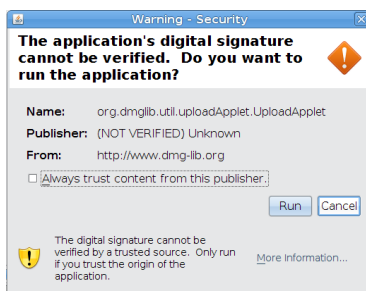 Warning - Security
The application's digital signature
cannot be verified. Do you want to
run the application?
Name: org.dmglib.util.uploadApplet.UploadApplet
Publisher: (NOT VERIFIED) Unknown
From: http://www.dmg-lib.org
Always trust content from this publisher.
Run Cancel
The digital signature cannot be
verified by a trusted source. Only run
if you trust the origin of the
application.
More Information...